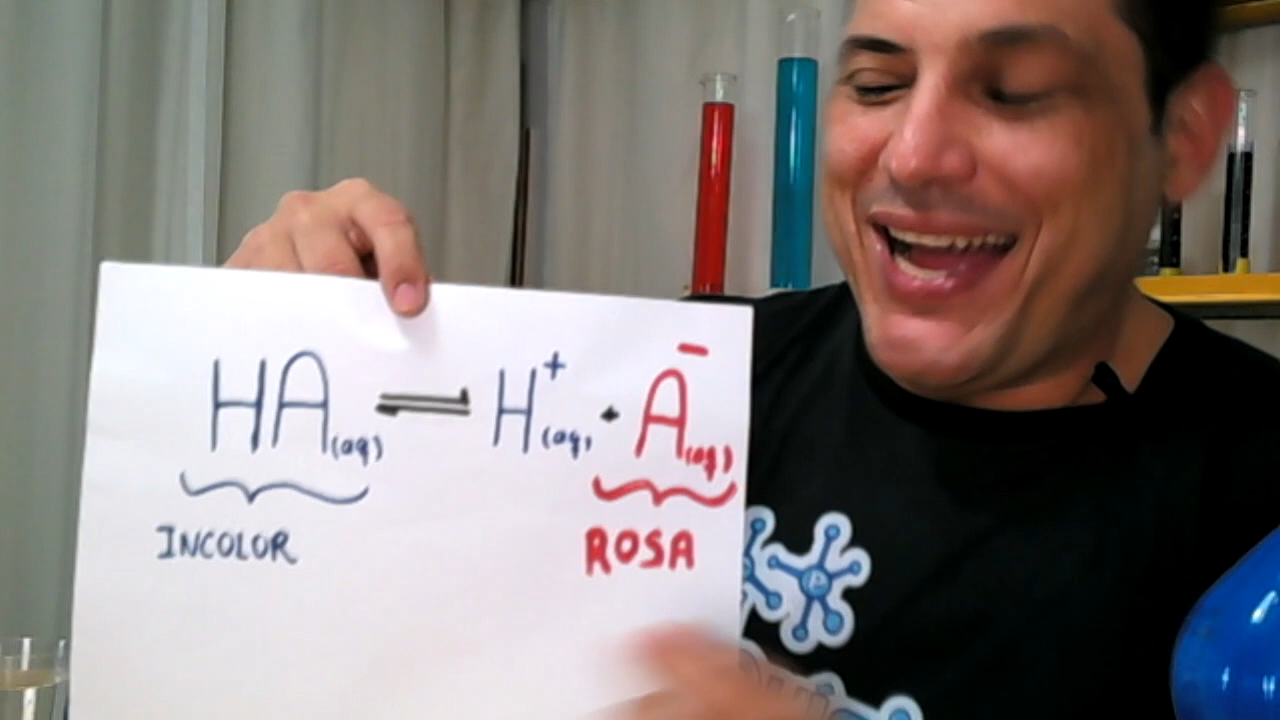 HA(aq) ⇌ H⁺(aq) + A⁻(aq)
INCOLOR ROSA